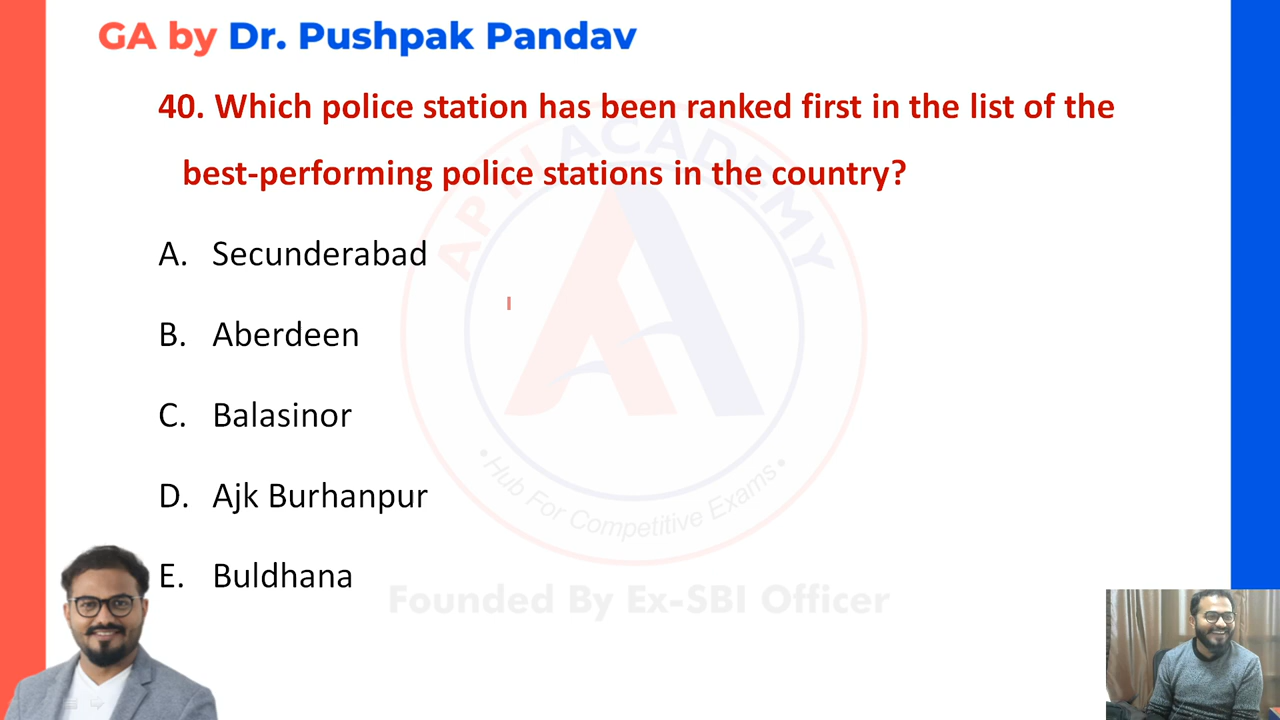 GA by Dr. Pushpak Pandav
40. Which police station has been ranked first in the list of the
best-performing police stations in the country?
A. Secunderabad
B. Aberdeen
C. Balasinor
D. Ajk Burhanpur
E. Buldhana
APTI ACADEMY
•Hub For Competitive Exams•
Founded By Ex-SBI Officer